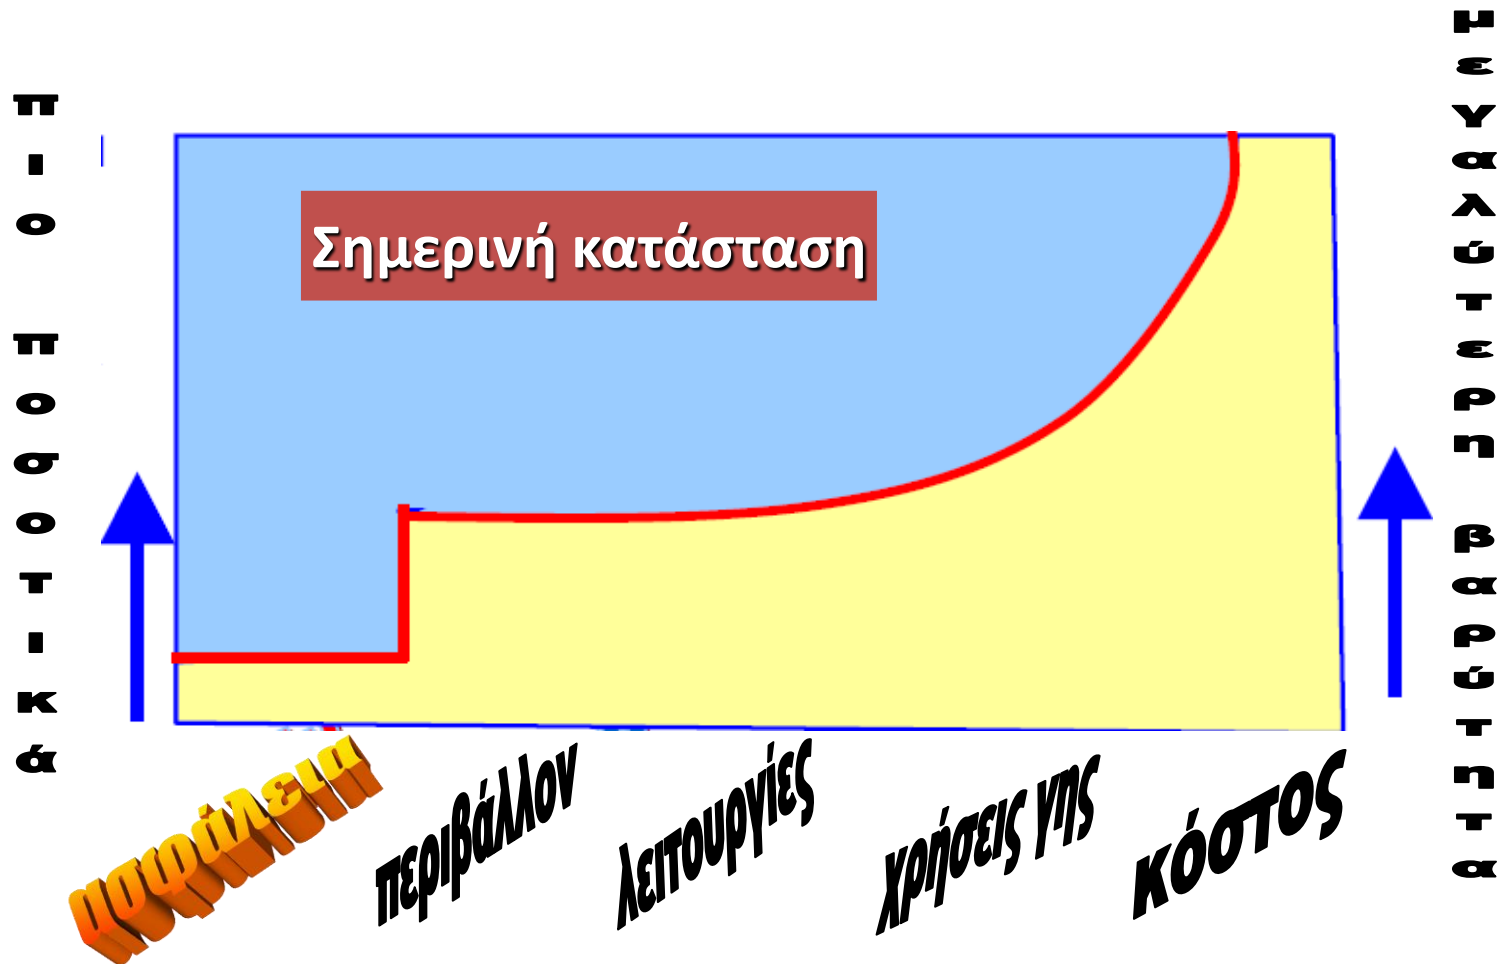 πιο ποσοτικά
μεγαλύτερη βαρύτητα
Σημερινή κατάσταση
ασφάλεια
περιβάλλον
λειτουργίες
χρήσεις γης
κόστος